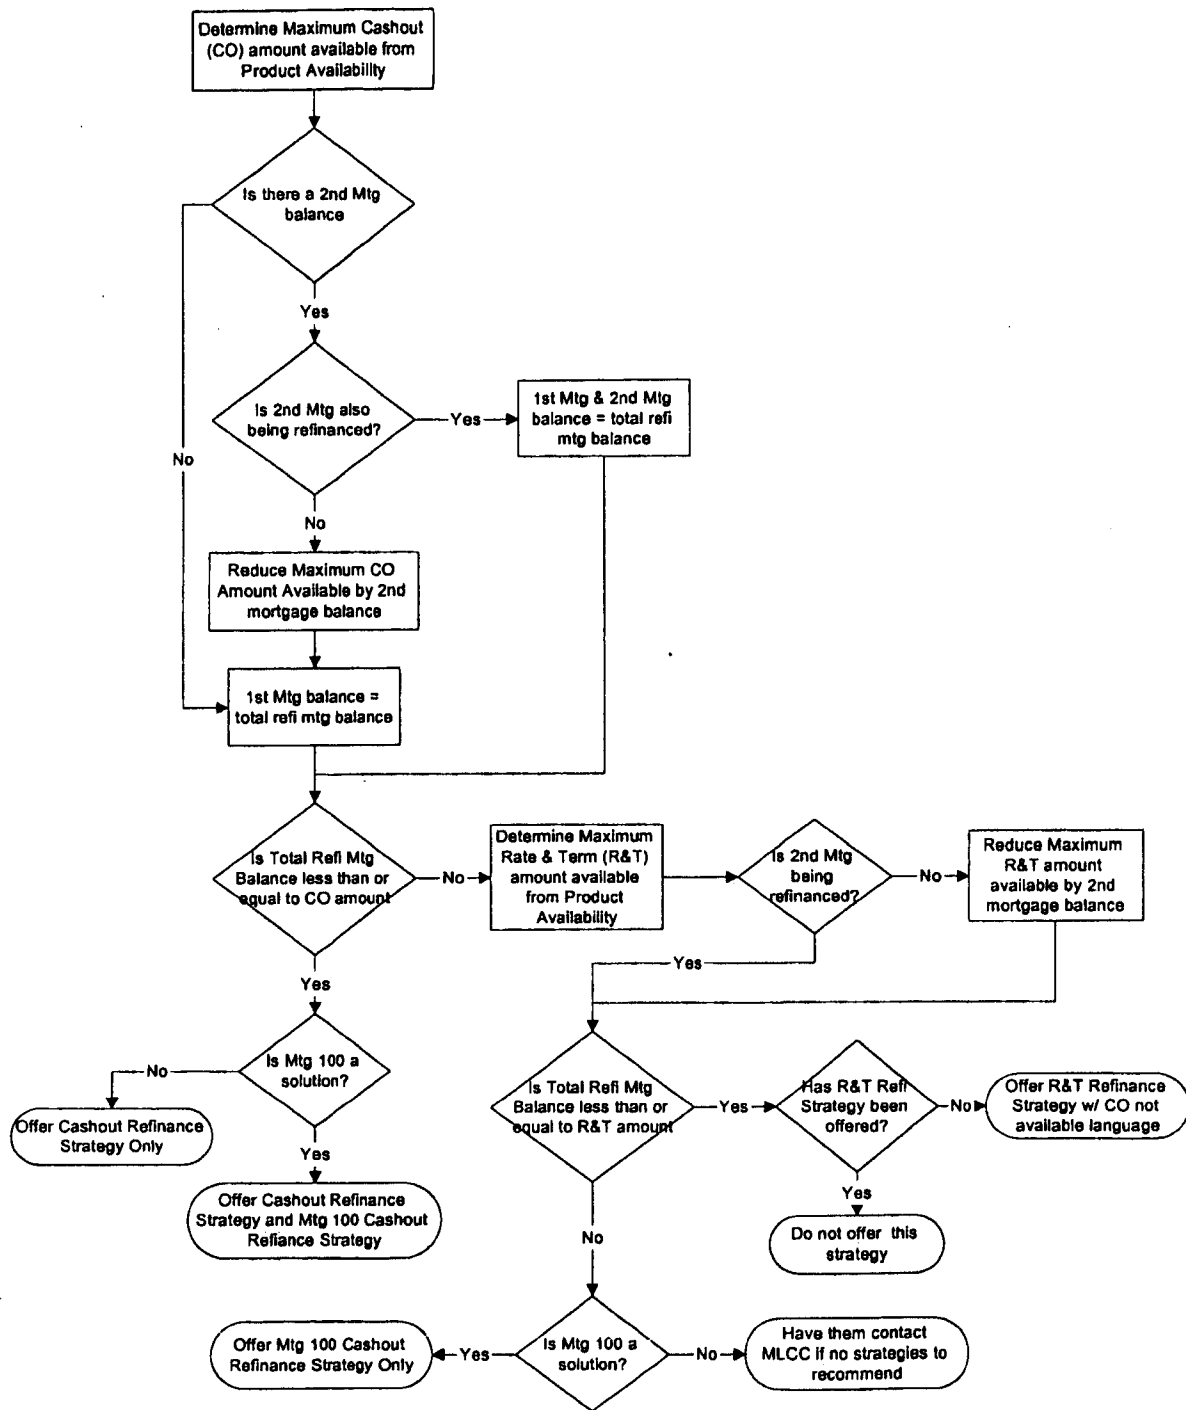 Determine Maximum Cashout
(CO) amount available from
Product Availability
Is there a 2nd Mtg
balance
Yes
No
Is 2nd Mtg also
being refinanced?
Yes
1st Mtg & 2nd Mtg
balance = total refi
mtg balance
No
Reduce Maximum CO
Amount Available by 2nd
mortgage balance
1st Mtg balance =
total refi mtg balance
Is Total Refi Mtg
Balance less than or
equal to CO amount
No
Determine Maximum
Rate & Term (R&T)
amount available
from Product
Availability
Is 2nd Mtg
being
refinanced?
No
Reduce Maximum
R&T amount
available by 2nd
mortgage balance
Yes
Yes
Is Mtg 100 a
solution?
No
Offer Cashout Refinance
Strategy Only
Yes
Offer Cashout Refinance
Strategy and Mtg 100 Cashout
Refiance Strategy
Is Total Refi Mtg
Balance less than or
equal to R&T amount
Yes
Has R&T Refi
Strategy been
offered?
No
Offer R&T Refinance
Strategy w/ CO not
available language
Yes
Do not offer this
strategy
No
Is Mtg 100 a
solution?
Yes
Offer Mtg 100 Cashout
Refinance Strategy Only
No
Have them contact
MLCC if no strategies to
recommend